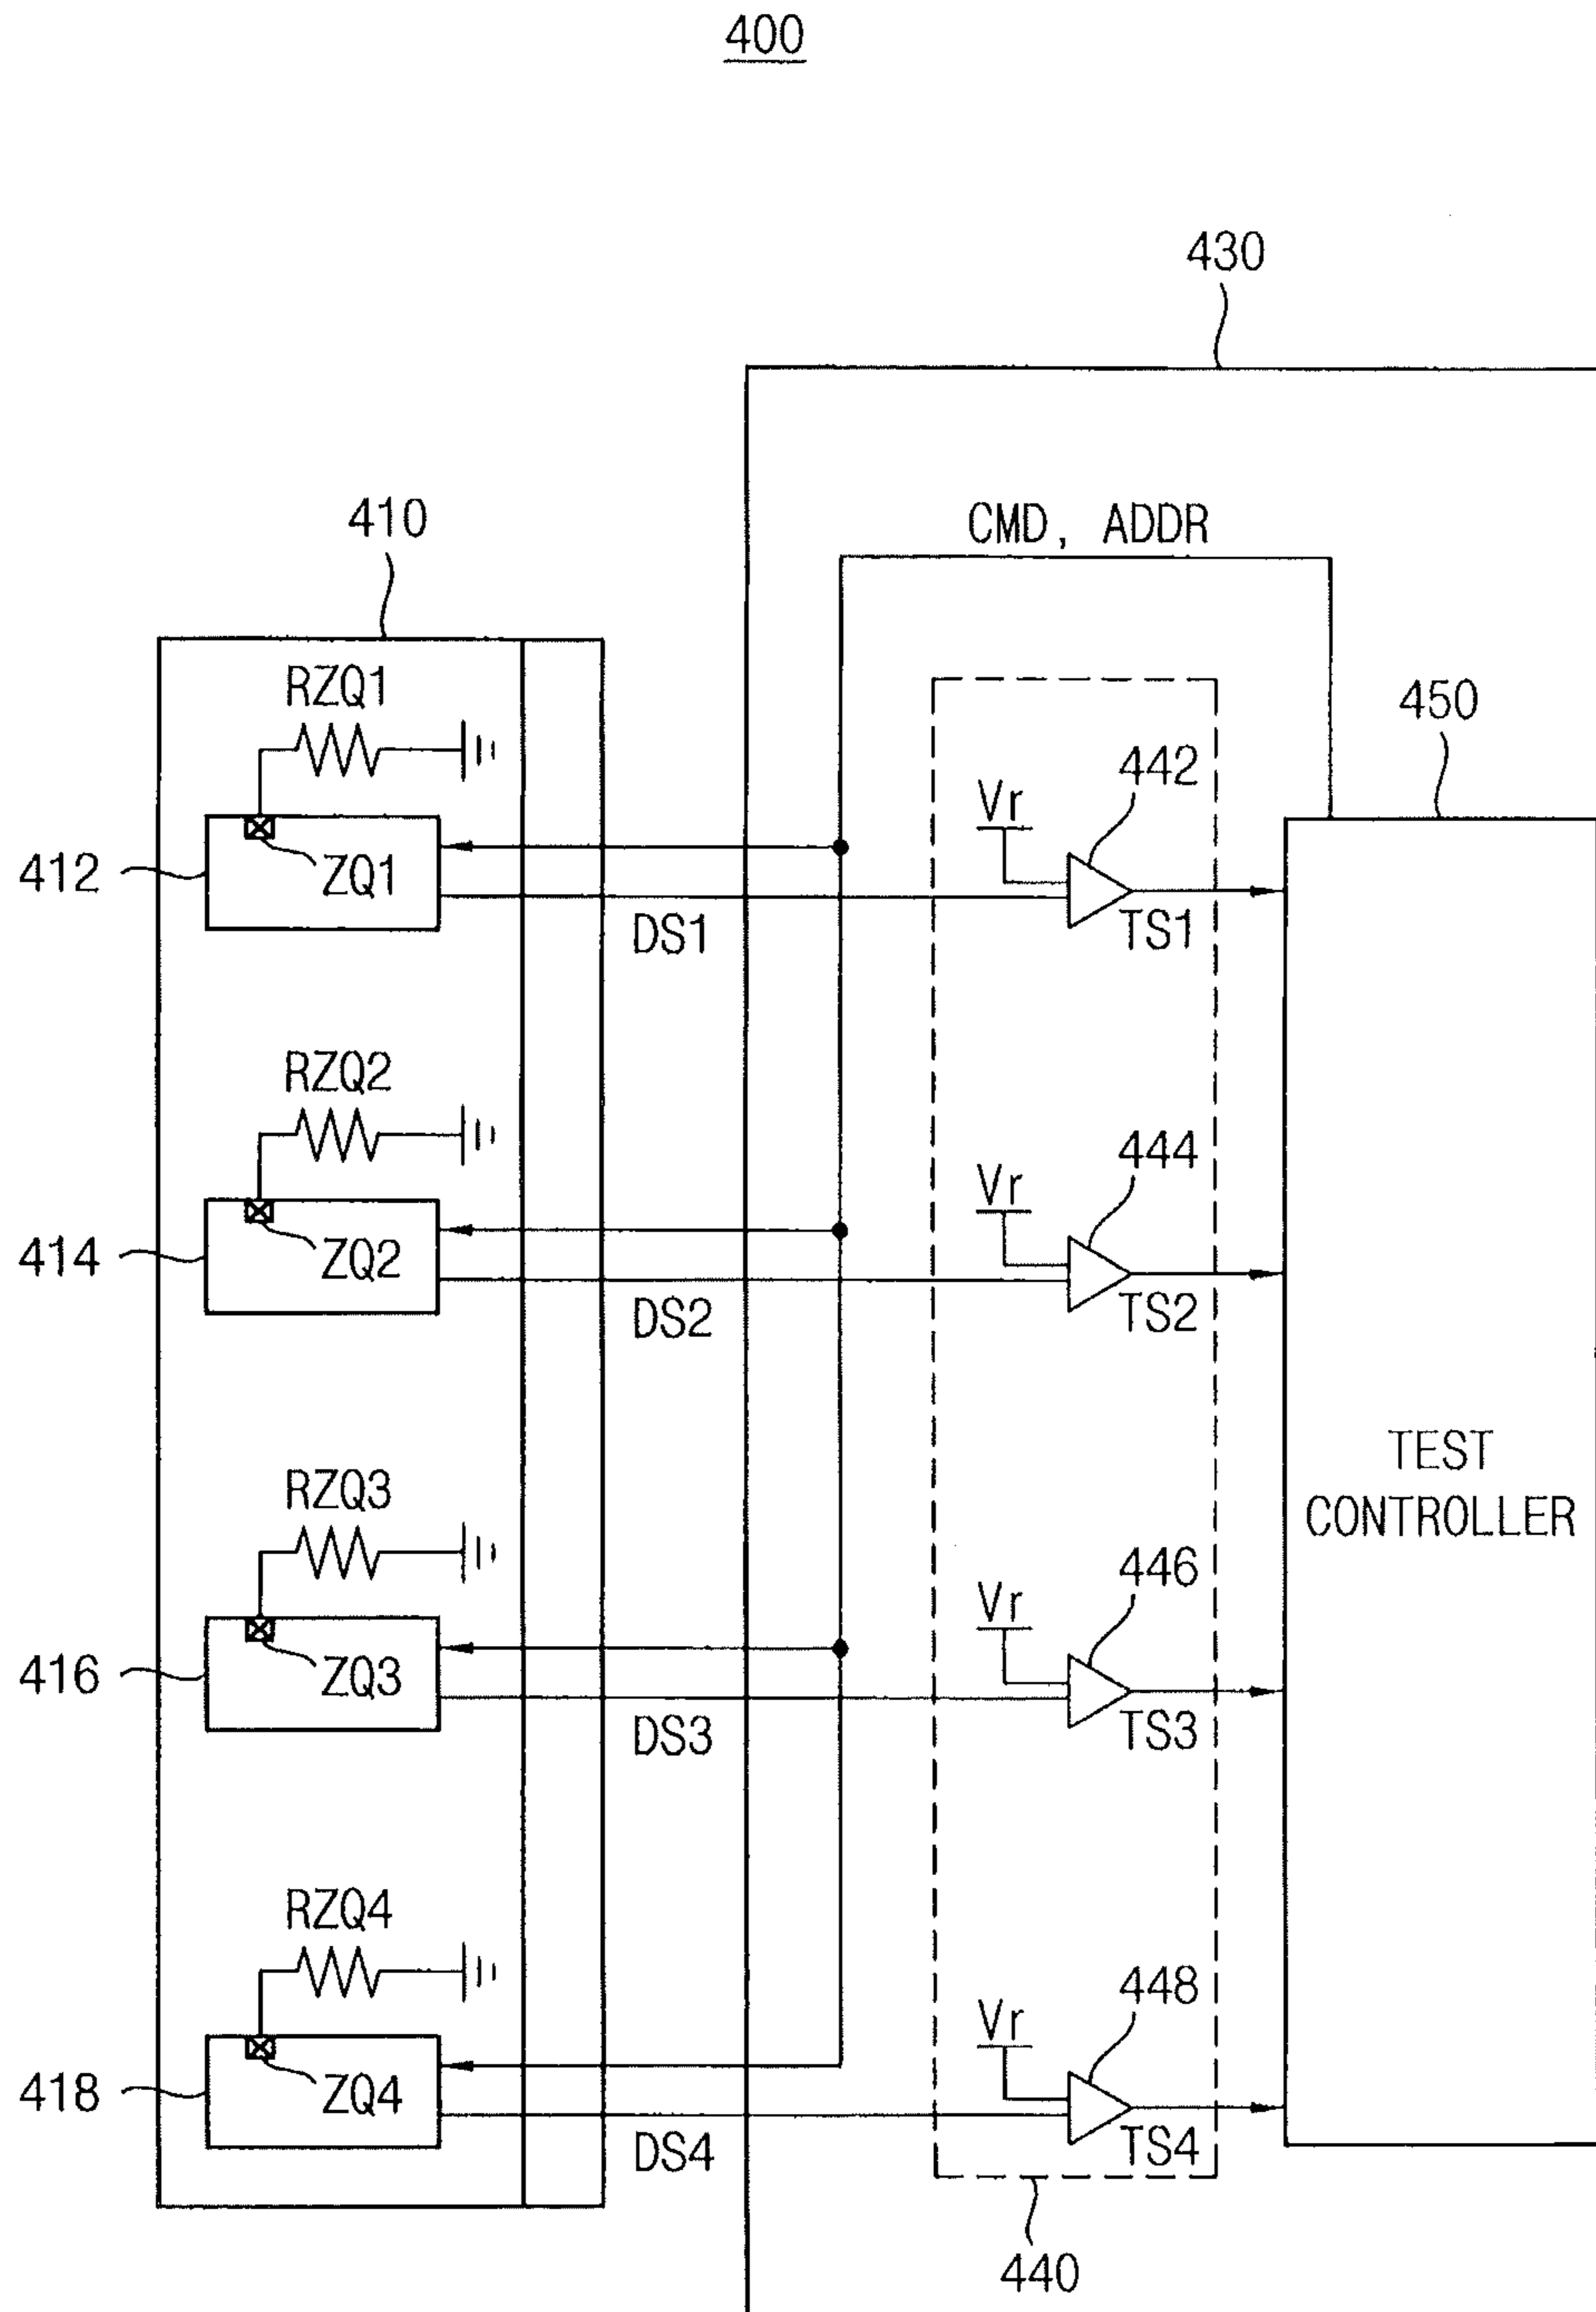 400
430
410
CMD, ADDR
RZQ1
450
442
Vr
412
ZQ1
DS1
TS1
RZQ2
444
Vr
414
ZQ2
DS2
TS2
TEST
CONTROLLER
RZQ3
446
Vr
416
ZQ3
DS3
TS3
RZQ4
448
Vr
418
ZQ4
DS4
TS4
440